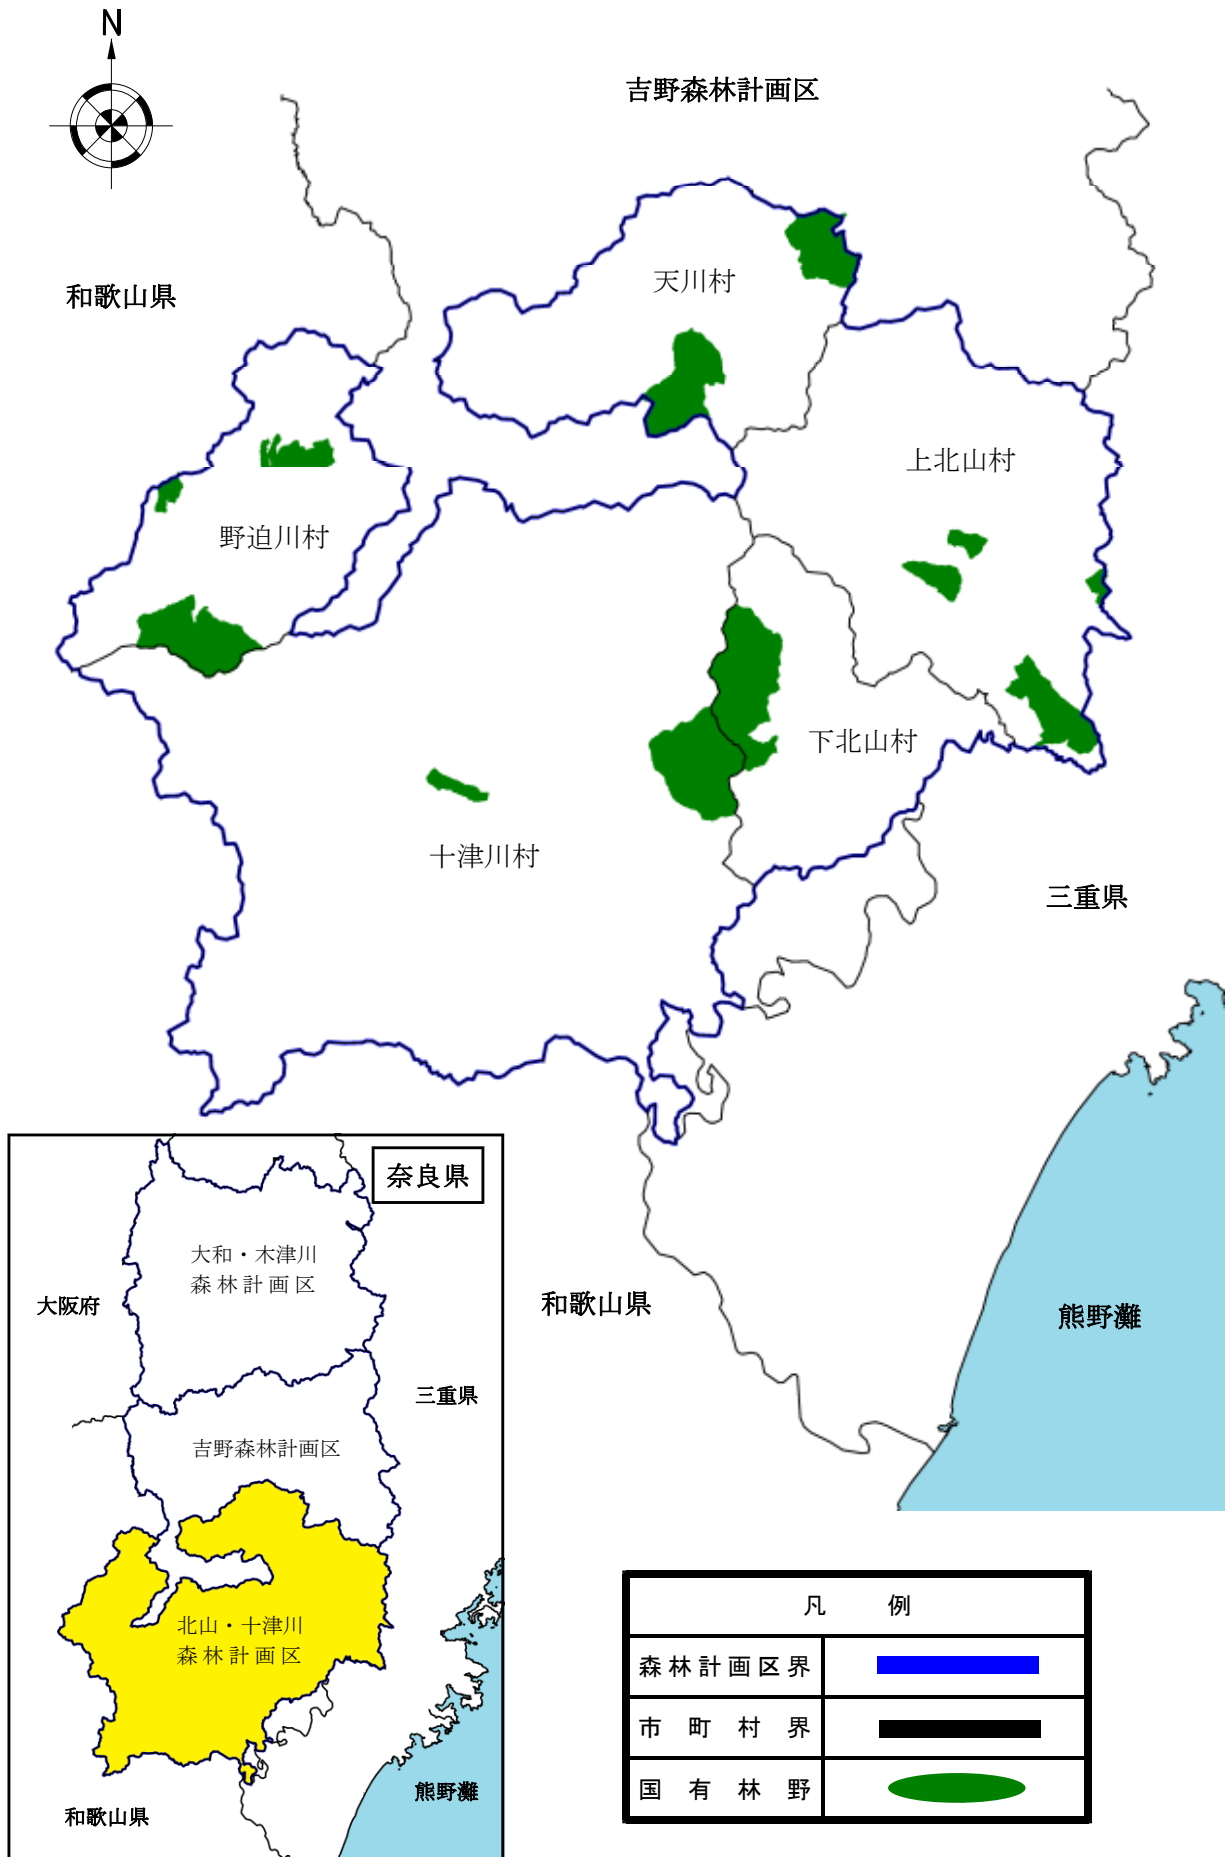 N
吉野森林計画区
和歌山県
天川村
上北山村
野迫川村
下北山村
十津川村
三重県
和歌山県
熊野灘
奈良県
大和・木津川
森林計画区
大阪府
三重県
吉野森林計画区
北山・十津川
森林計画区
熊野灘
和歌山県
凡 例
森林計画区界
市町村界
国有林野